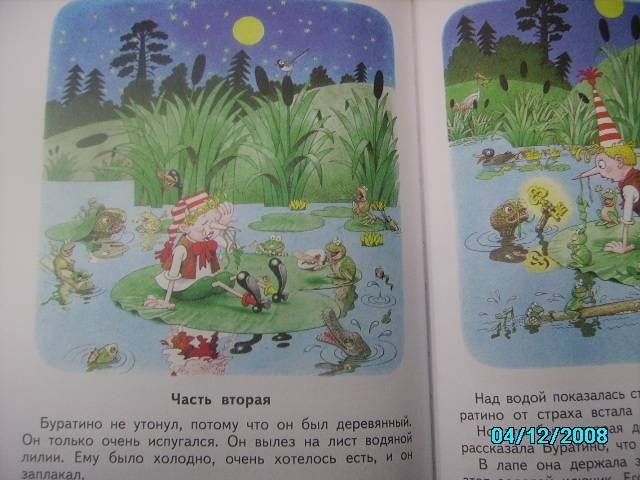 Часть вторая
Буратино не утонул, потому что он был деревянный.
Он только очень испугался. Он вылез на лист водяной
лилии. Ему было холодно, очень хотелось есть, и он
заплакал.
Над водой показалась
ратино от страха встала
рассказала Буратино, что
В лапе она держала
04/12/2008